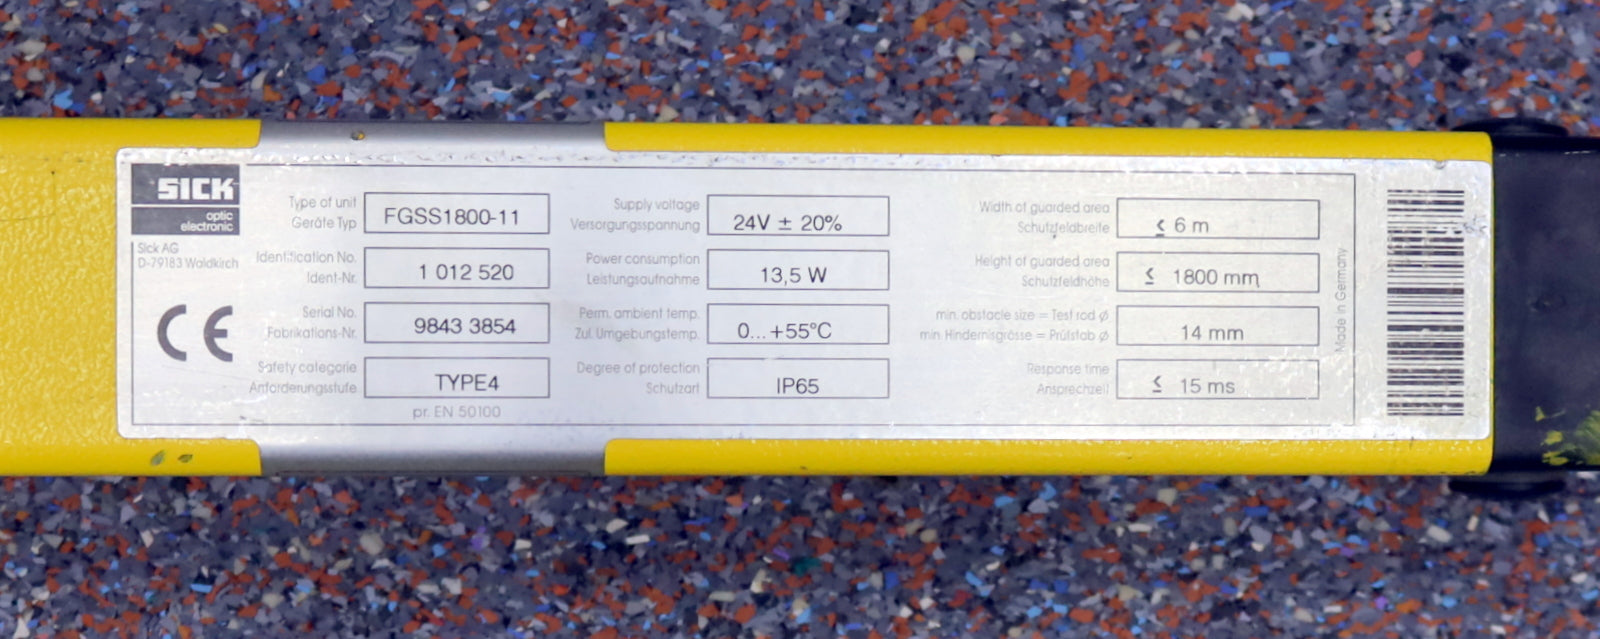 SICK
optic
electronic
Sick AG
D-79183 Waldkirch
CE
Type of unit
Geräte Typ
FGSS1800-11
Identification No.
Ident-Nr.
1 012 520
Serial No.
Fabrikations-Nr.
9843 3854
Safety categorie
Anforderungsstufe
TYPE4
pr. EN 50100
Supply voltage
Versorgungsspannung
24V ± 20%
Power consumption
Leistungsaufnahme
13,5 W
Perm. ambient temp.
Zul. Umgebungstemp.
0...+55°C
Degree of protection
Schutzart
IP65
Width of guarded area
Schutzfeldbreite
≤ 6 m
Height of guarded area
Schutzfeldhöhe
≤ 1800 mm
min. obstacle size = Test rod ø
min. Hindernisgrösse = Prüfstab ø
14 mm
Response time
Ansprechzeit
≤ 15 ms
Made in Germany